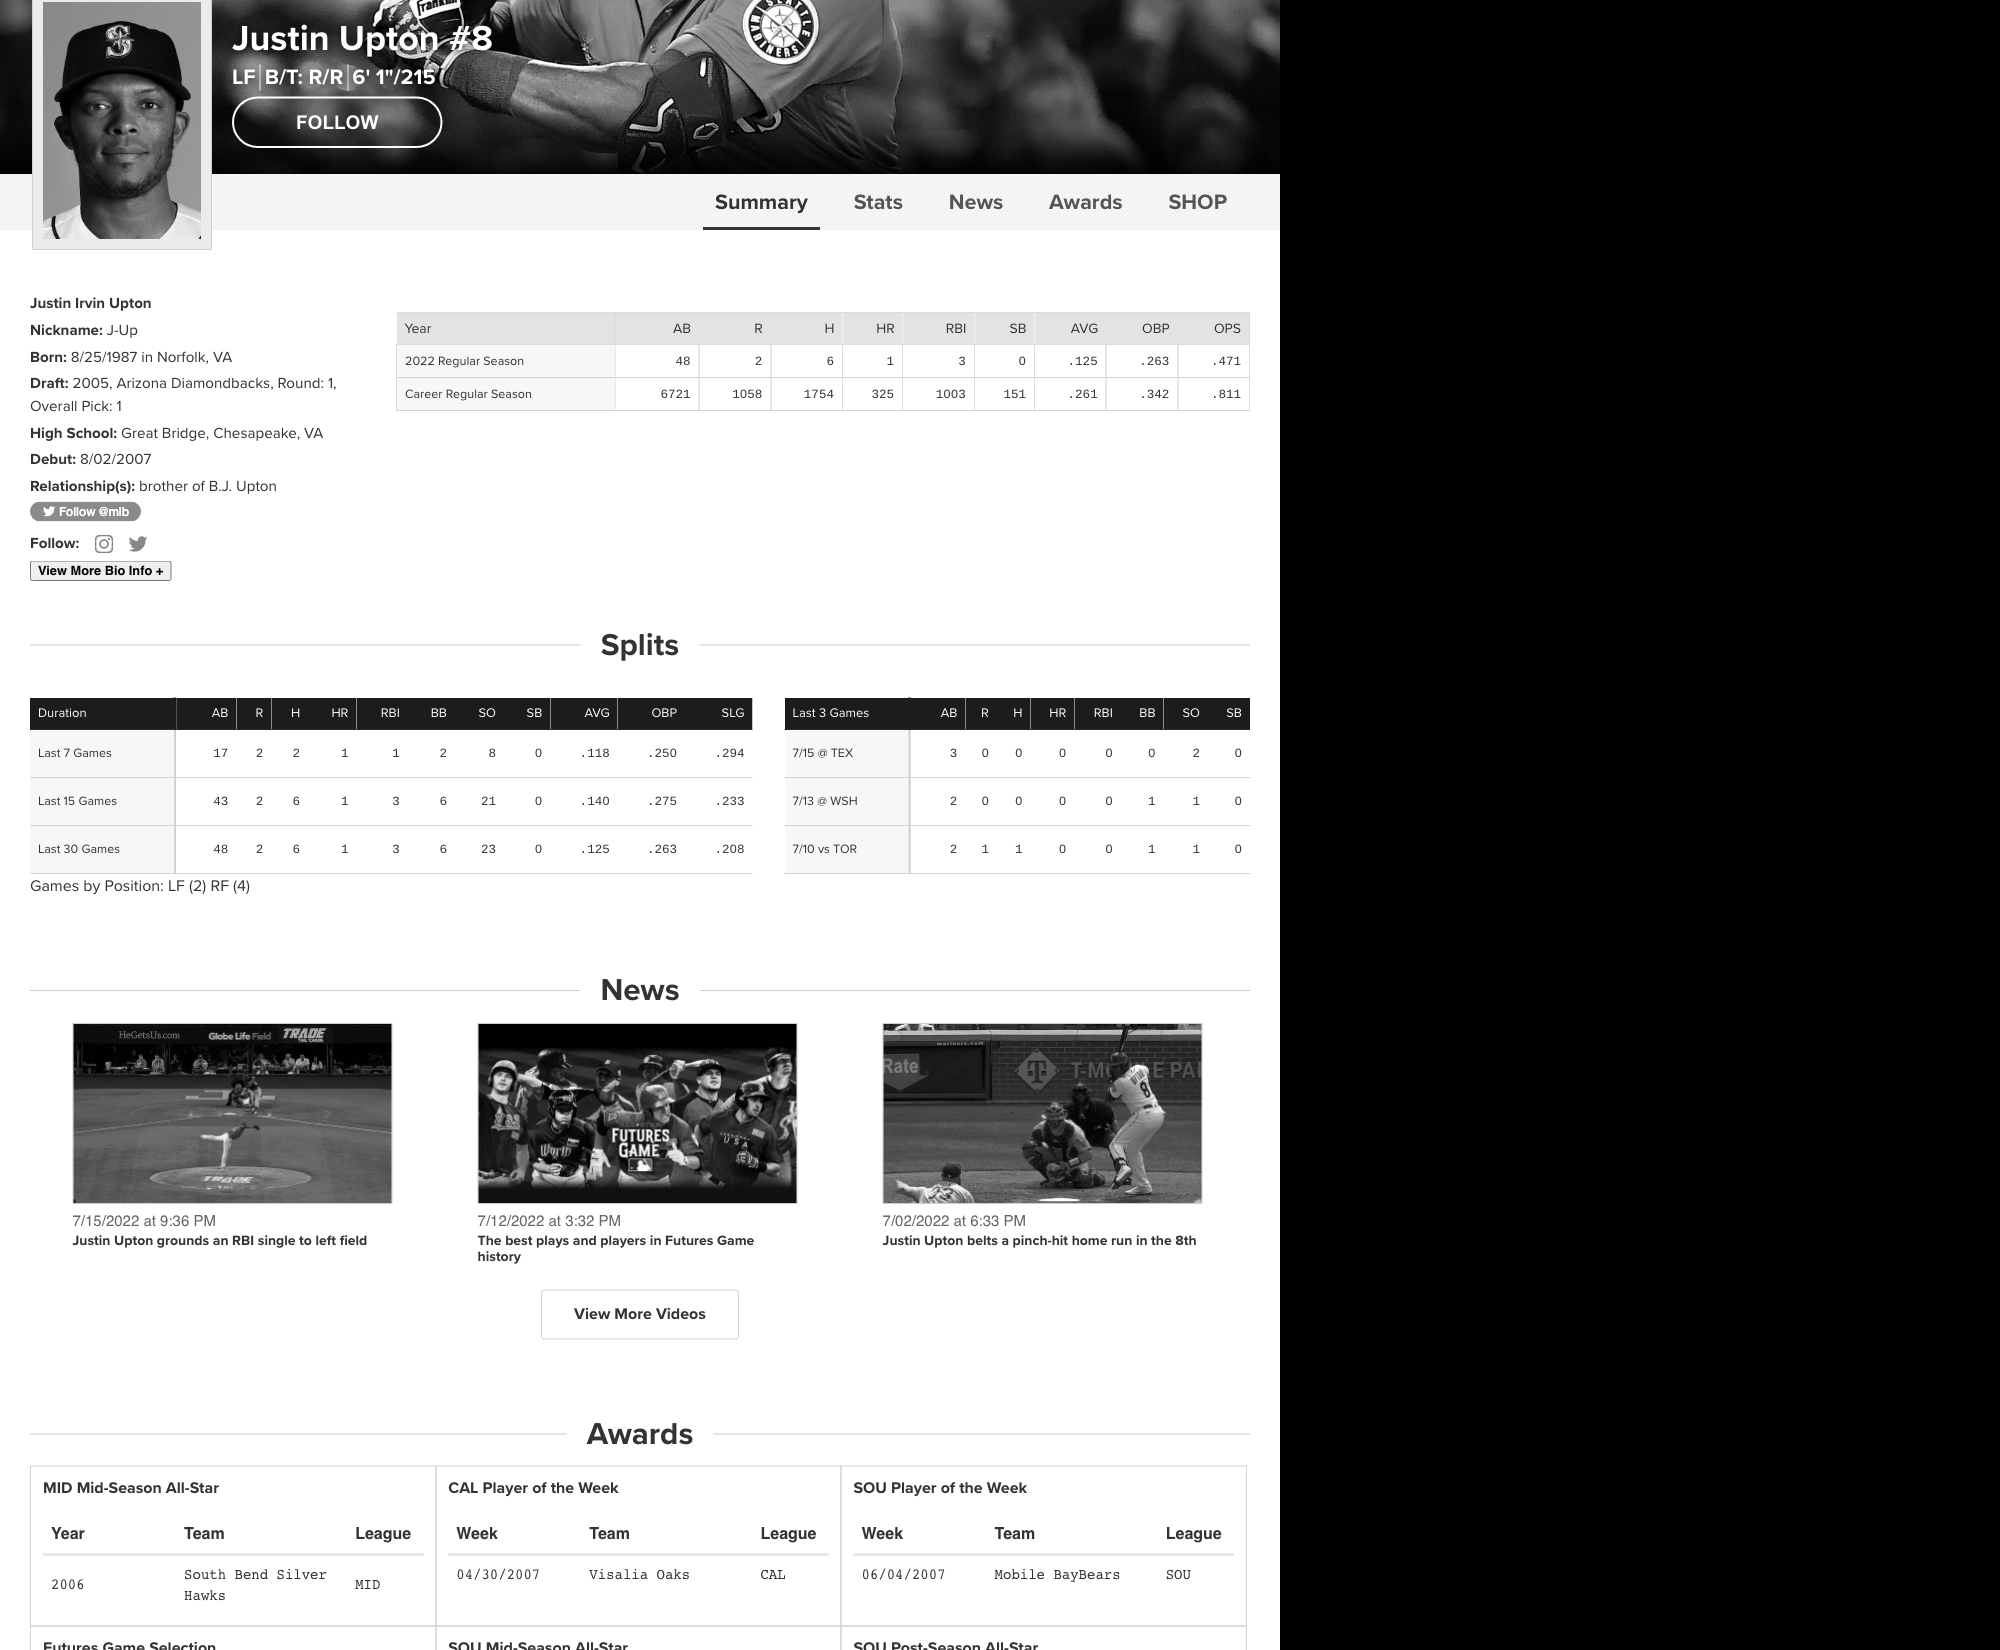 Justin Upton #8
LF B/T: R/R 6' 1"/215
FOLLOW
Summary Stats News Awards SHOP
Justin Irvin Upton
Nickname: J-Up
Born: 8/25/1987 in Norfolk, VA
Draft: 2005, Arizona Diamondbacks, Round: 1,
Overall Pick: 1
High School: Great Bridge, Chesapeake, VA
Debut: 8/02/2007
Relationship(s): brother of B.J. Upton
Follow @mlb
Follow:
View More Bio Info +
Year AB R H HR RBI SB AVG OBP OPS
2022 Regular Season 48 2 6 1 3 0 .125 .263 .471
Career Regular Season 6721 1058 1754 325 1003 151 .261 .342 .811
Splits
Duration AB R H HR RBI BB SO SB AVG OBP SLG
Last 7 Games 17 2 2 1 1 2 8 0 .118 .250 .294
Last 15 Games 43 2 6 1 3 6 21 0 .140 .275 .233
Last 30 Games 48 2 6 1 3 6 23 0 .125 .263 .208
Games by Position: LF (2) RF (4)
Last 3 Games AB R H HR RBI BB SO SB
7/15 @ TEX 3 0 0 0 0 0 2 0
7/13 @ WSH 2 0 0 0 0 1 1 0
7/10 vs TOR 2 1 1 0 0 1 1 0
News
HeGetsUs.com Globe Life Field TRADE
TRADE
7/15/2022 at 9:36 PM
Justin Upton grounds an RBI single to left field
World
FUTURES
GAME
USA
7/12/2022 at 3:32 PM
The best plays and players in Futures Game
history
mariners.com
Rate
8
7/02/2022 at 6:33 PM
Justin Upton belts a pinch-hit home run in the 8th
View More Videos
Awards
MID Mid-Season All-Star
Year Team League
2006 South Bend Silver
Hawks MID
CAL Player of the Week
Week Team League
04/30/2007 Visalia Oaks CAL
SOU Player of the Week
Week Team League
06/04/2007 Mobile BayBears SOU
Futures Game Selection
SOU Mid-Season All-Star
SOU Post-Season All-Star